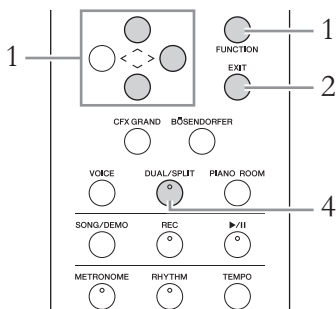 1
1
FUNCTION
EXIT
2
CFX GRAND BÖSENDORFER
VOICE DUAL/SPLIT PIANO ROOM
4
SONG/DEMO REC ▶/II
METRONOME RHYTHM TEMPO